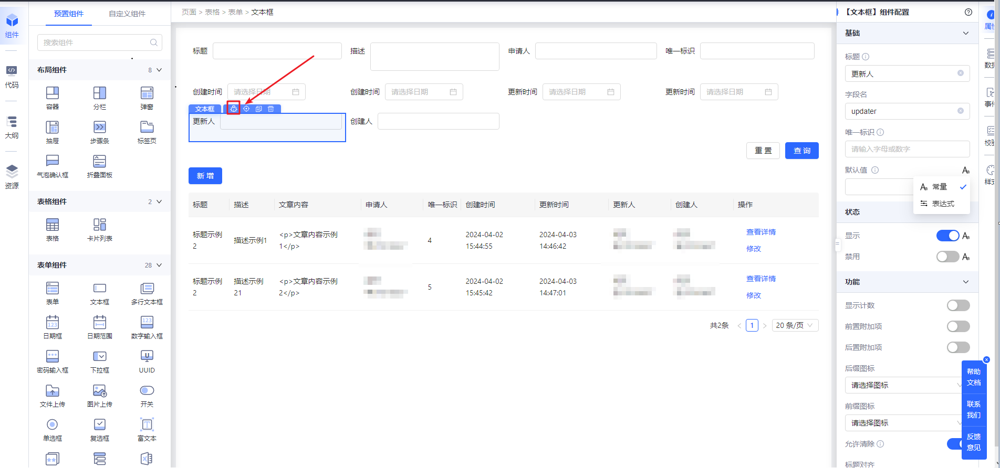 组件
代码
大纲
资源
预置组件
自定义组件
搜索组件
布局组件
8
容器
分栏
弹窗
抽屉
步骤条
标签页
气泡确认框
折叠面板
表格组件
2
表格
卡片列表
表单组件
28
表单
文本框
多行文本框
日期框
日期范围
数字输入框
密码输入框
下拉框
UUID
文件上传
图片上传
开关
单选框
复选框
富文本
页面 > 表格 > 表单 > 文本框
标题
描述
申请人
唯一标识
创建时间
请选择日期
创建时间
请选择日期
更新时间
请选择日期
更新时间
请选择日期
文本框
更新人
创建人
重 置
查 询
新 增
标题 描述 文章内容 申请人 唯一标识 创建时间 更新时间 更新人 创建人 操作
标题示例
2
描述示例1
<p>文章内容示例
1</p>
4
2024-04-02
15:44:55
2024-04-03
14:46:42
查看详情
修改
标题示例
2
描述示例
21
<p>文章内容示例
2</p>
5
2024-04-02
15:45:42
2024-04-03
14:47:01
查看详情
修改
共2条 < 1 > 20 条/页
【文本框】组件配置
基础
标题
更新人
字段名
updater
唯一标识
请输入字母或数字
默认值
常量
表达式
状态
显示
禁用
功能
显示计数
前置附加项
后置附加项
后缀图标
请选择图标
前缀图标
请选择图标
允许清除
标题对齐
帮助
文档
联系
我们
反馈
意见